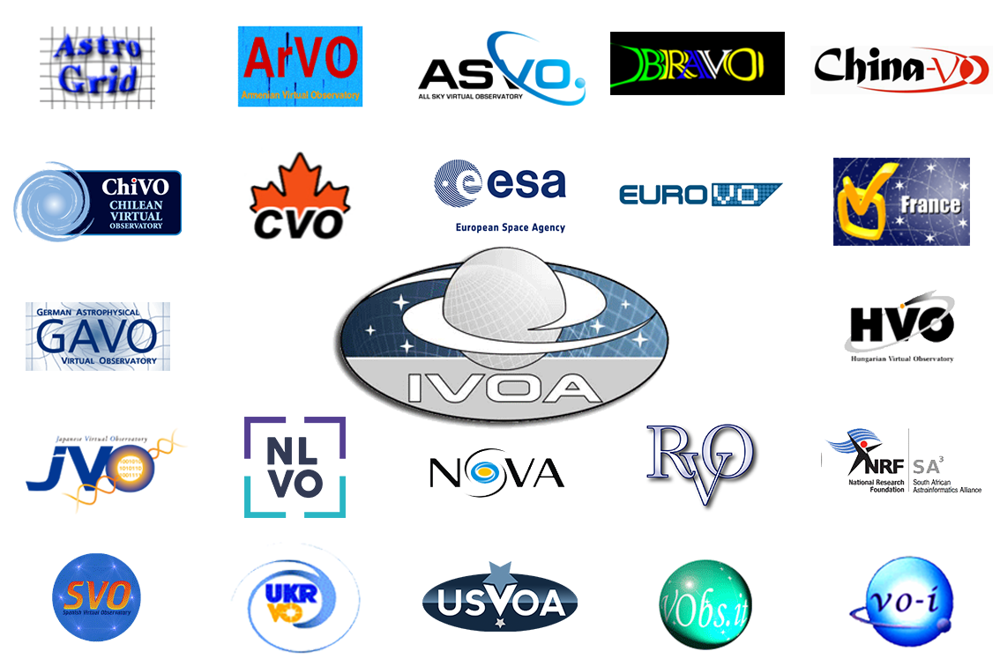 Astro
Grid
ArVO
Armenian Virtual Observatory
ASVO
ALL SKY VIRTUAL OBSERVATORY
BRAVO
China-VO
ChiVO
CHILEAN
VIRTUAL
OBSERVATORY
CVO
esa
European Space Agency
EURO VO
France
GERMAN ASTROPHYSICAL
GAVO
VIRTUAL OBSERVATORY
IVOA
HVO
Hungarian Virtual Observatory
Japanese Virtual Observatory
jVO
001010
1010110
1001111
NL
VO
NOVA
RVO
NRF
National Research
Foundation
SA³
South African
Astroinformatics Alliance
SVO
Spanish Virtual Observatory
UKR
VO
USVOA
VObs.it
vo-i